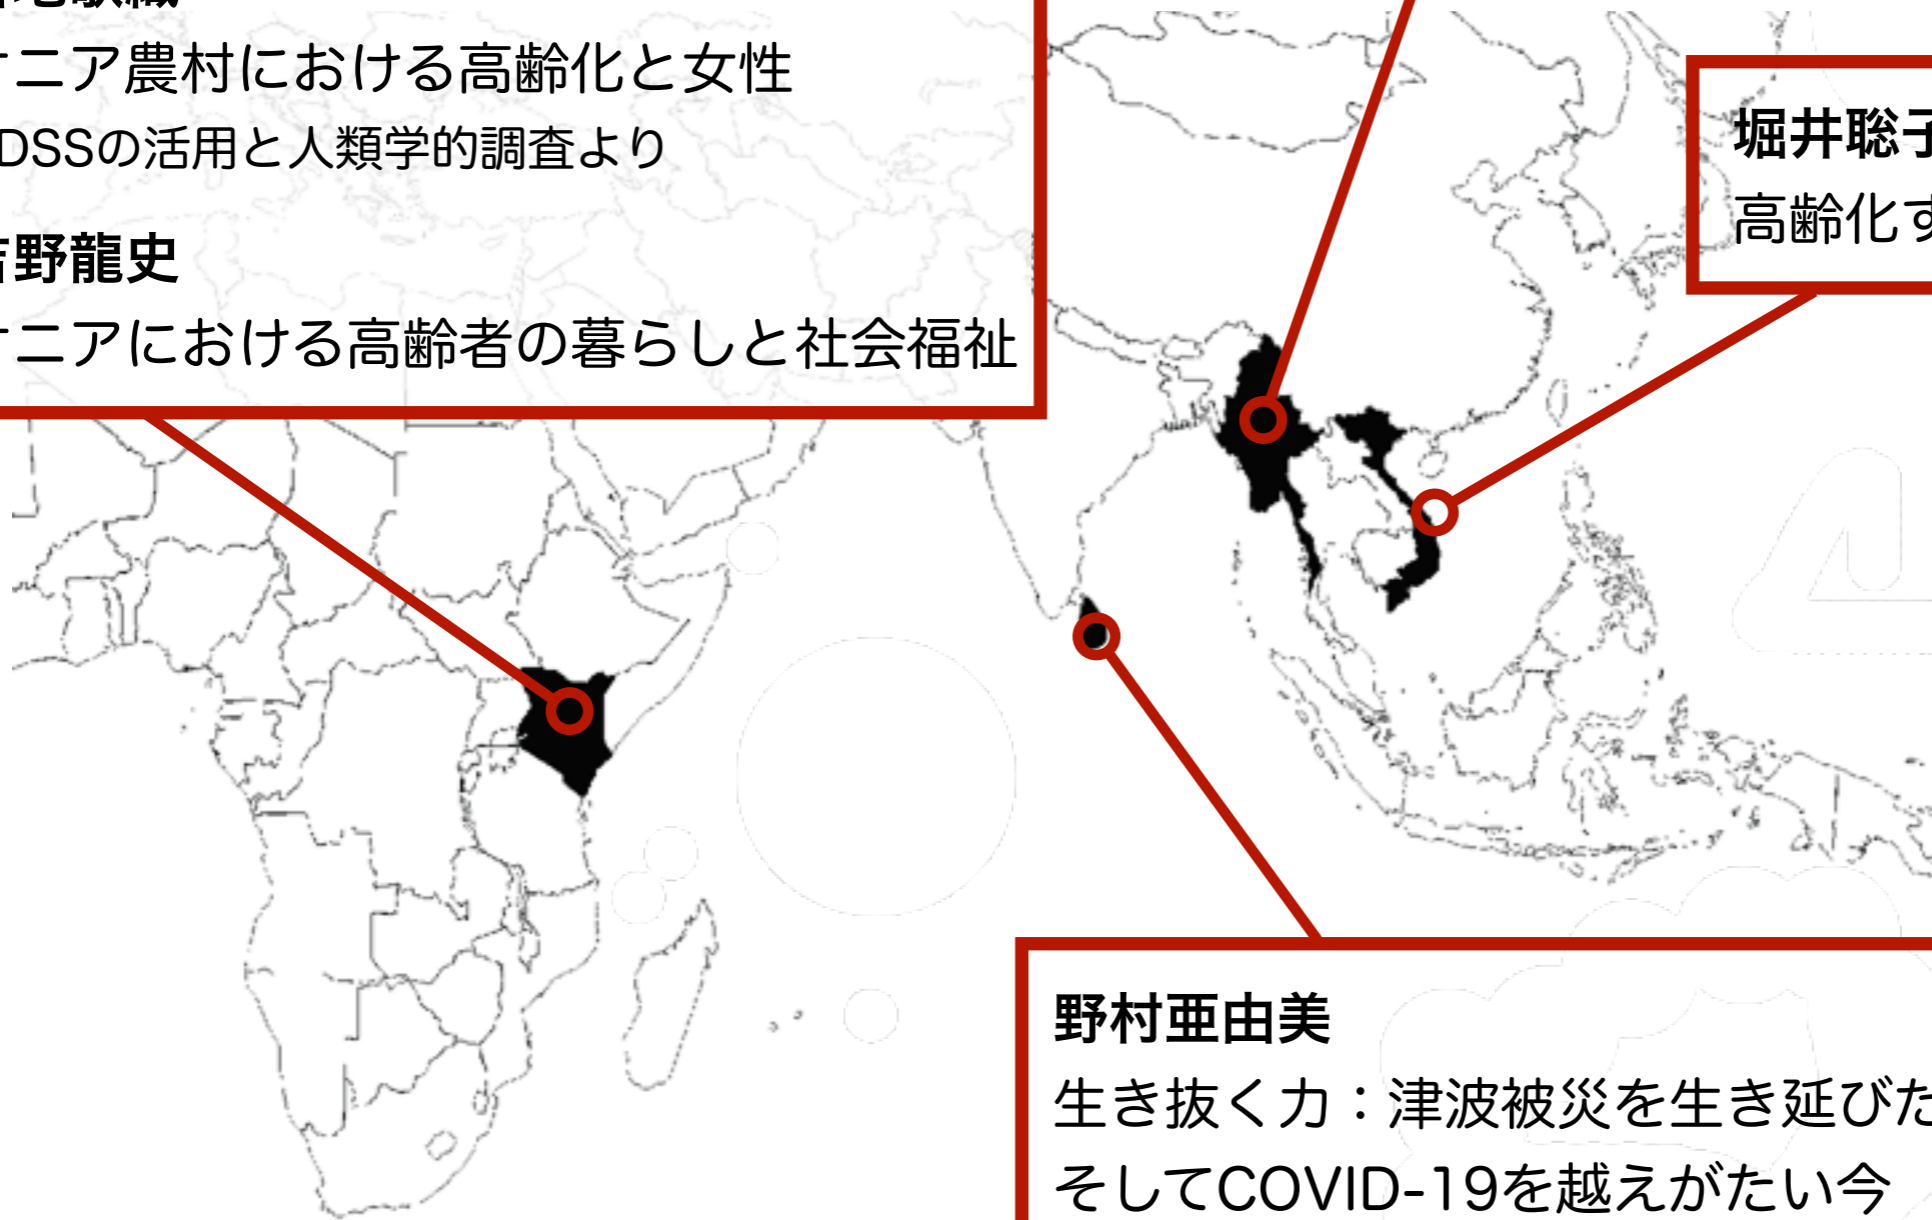 ニア農村における高齢化と女性
DSSの活用と人類学的調査より
野龍史
ニアにおける高齢者の暮らしと社会福祉
堀井聡子
高齢化す
野村亜由美
生き抜く力：津波被災を生き延びた
そしてCOVID-19を越えがたい今